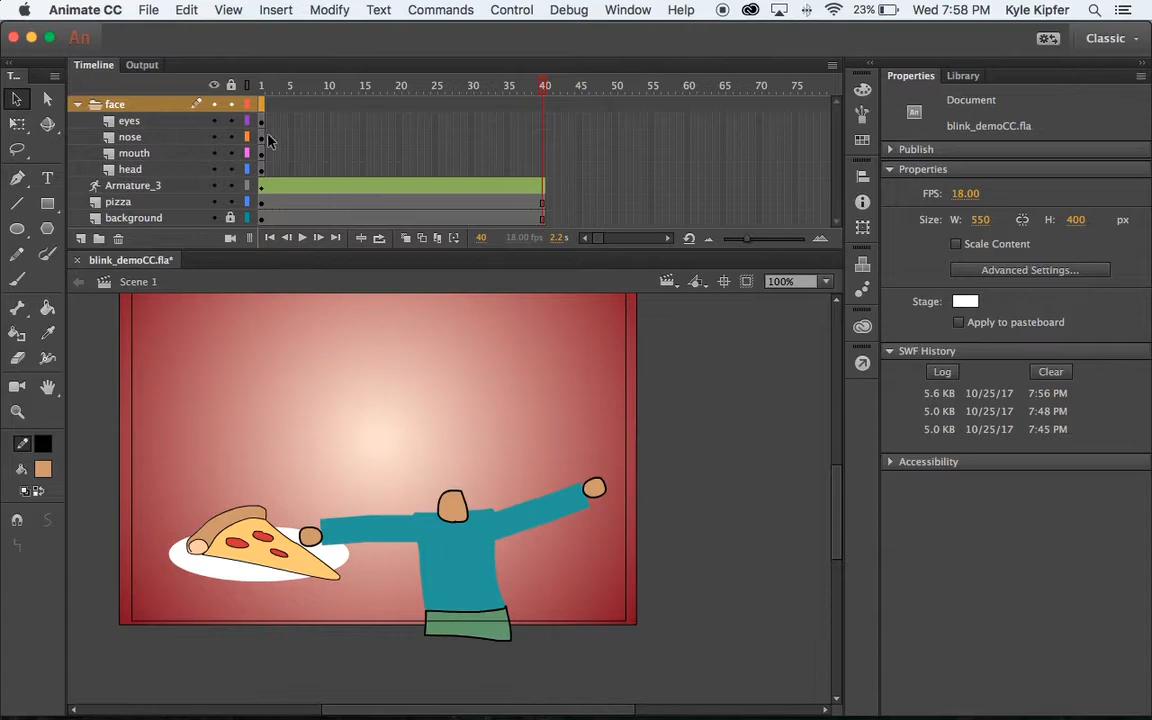 Animate CC File Edit View Insert Modify Text Commands Control Debug Window Help 23% Wed 7:58 PM Kyle Kipfer
An Classic
T... Timeline Output Properties Library
1 5 10 15 20 25 30 35 40 45 50 55 60 65 70 75
face
eyes
nose
mouth
head
Armature_3
pizza
background
40 18.00 fps 2.2 s
blink_demoCC.fla*
Scene 1 100%
Document
An blink_demoCC.fla
Publish
Properties
FPS: 18.00
Size: W: 550 H: 400 px
Scale Content
Advanced Settings...
Stage:
Apply to pasteboard
SWF History
Log Clear
5.6 KB 10/25/17 7:56 PM
5.0 KB 10/25/17 7:48 PM
5.0 KB 10/25/17 7:45 PM
Accessibility